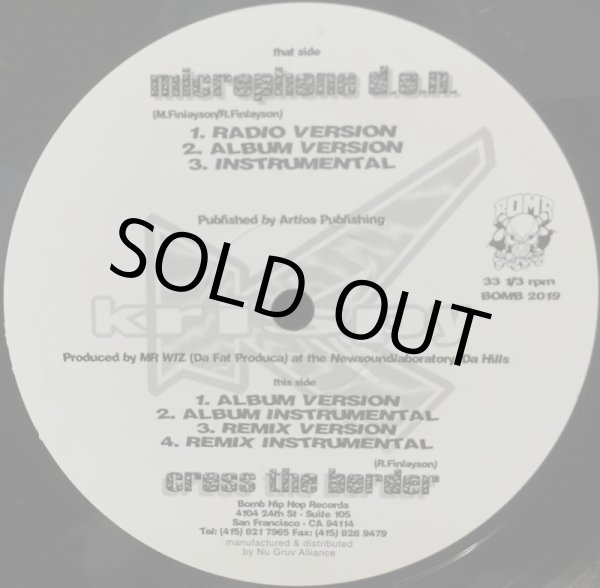 that side
microphone d.o.n.
(M.Finlayson/R.Finlayson)
1. RADIO VERSION
2. ALBUM VERSION
3. INSTRUMENTAL
BOMB
Published by Artlos Publishing
33 1/3 rpm
BOMB 2019
SOLD OUT
Produced by MR WIZ (Da Fat Produca) at the Newsoundlaboratory, Da Hills
this side
1. ALBUM VERSION
2. ALBUM INSTRUMENTAL
3. REMIX VERSION
4. REMIX INSTRUMENTAL
(R.Finlayson)
cross the border
Bomb Hip Hop Records
4104 24th St - Suite 105
San Francisco - CA 94114
Tel: (415) 821 7965 Fax: (415) 826 9479
manufactured & distributed
by Nu Gruv Alliance